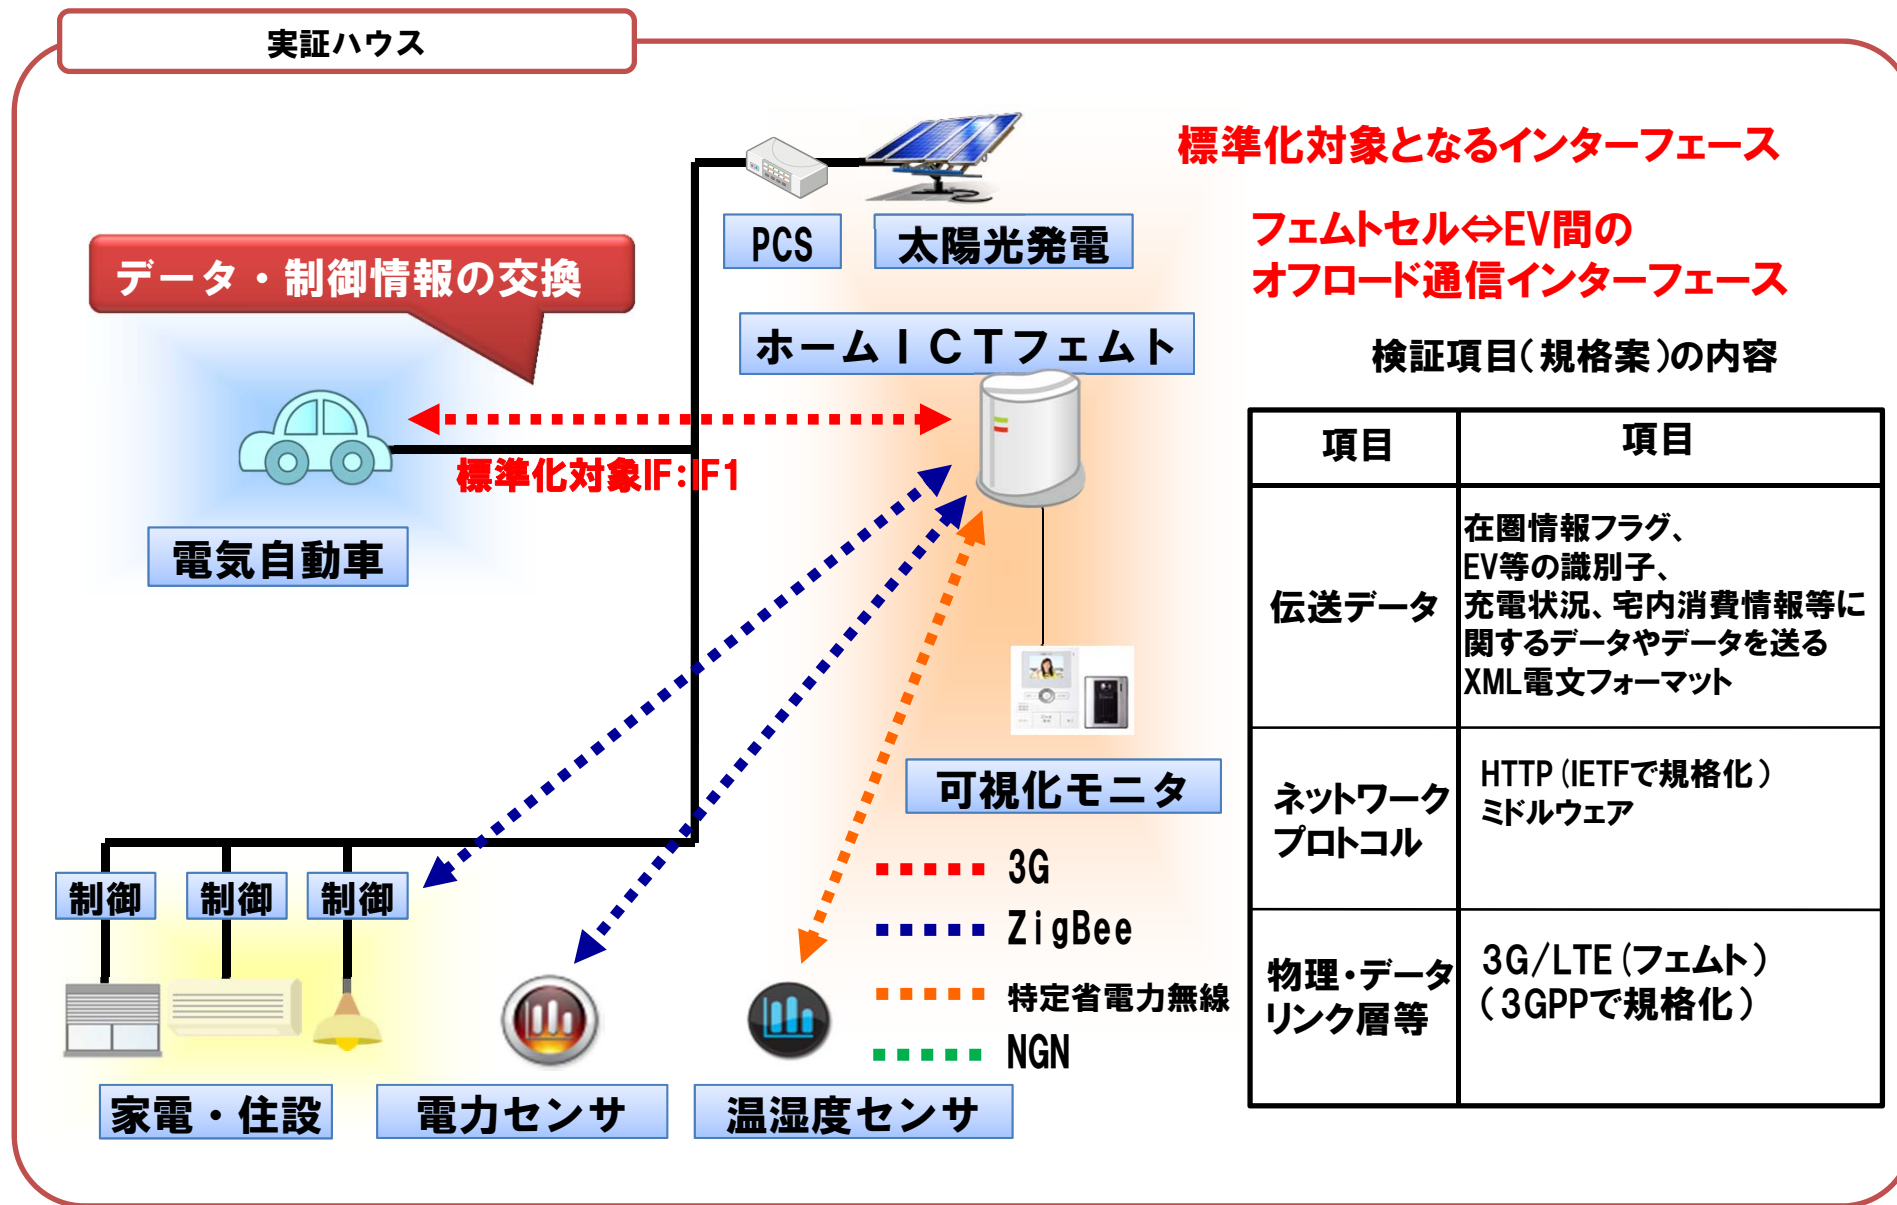 実証ハウス
標準化対象となるインターフェース
フェムトセル⇔EV間の
オフロード通信インターフェース
検証項目(規格案)の内容
PCS
太陽光発電
データ・制御情報の交換
ホームICTフェムト
標準化対象IF:IF1
電気自動車
可視化モニタ
制御
制御
制御
3G
ZigBee
特定省電力無線
NGN
家電・住設
電力センサ
温湿度センサ
項目
項目
伝送データ
在圏情報フラグ、
EV等の識別子、
充電状況、宅内消費情報等に
関するデータやデータを送る
XML電文フォーマット
ネットワーク
プロトコル
HTTP(IETFで規格化)
ミドルウェア
物理・データ
リンク層等
3G/LTE(フェムト)
(3GPPで規格化)